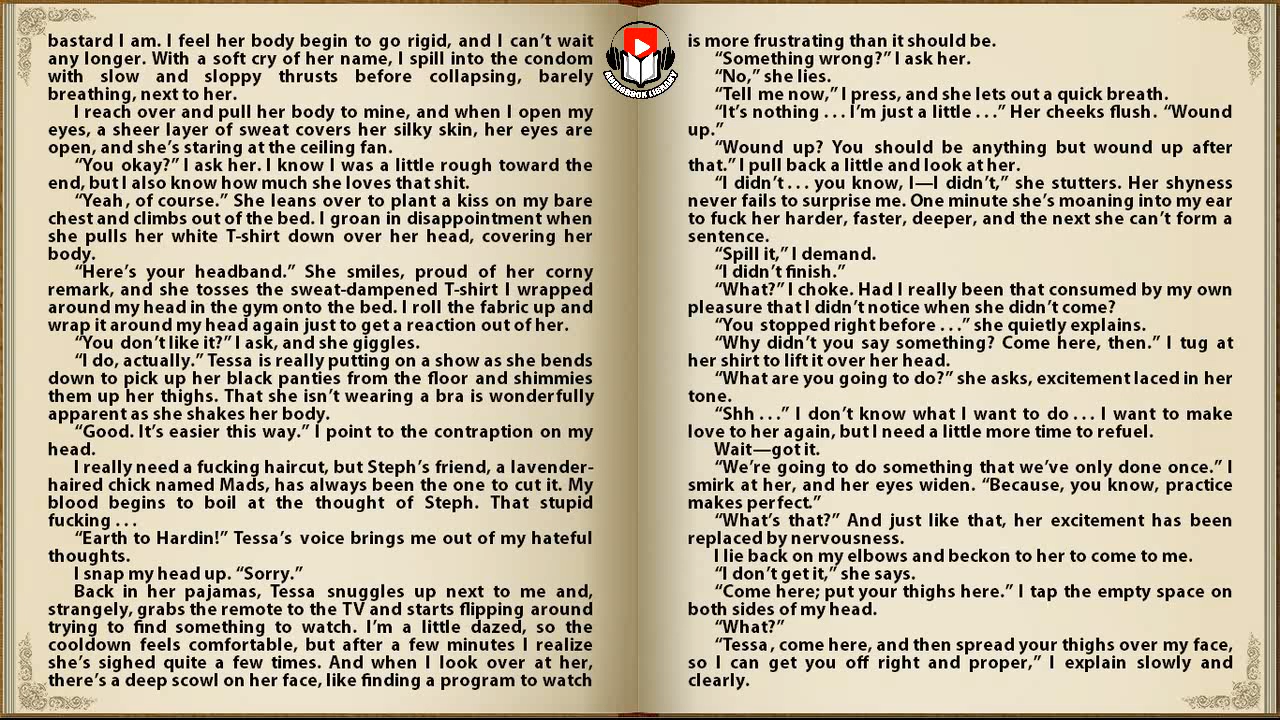 bastard I am. I feel her body begin to go rigid, and I can’t wait
any longer. With a soft cry of her name, I spill into the condom
with slow and sloppy thrusts before collapsing, barely
breathing, next to her.
I reach over and pull her body to mine, and when I open my
eyes, a sheer layer of sweat covers her silky skin, her eyes are
open, and she’s staring at the ceiling fan.
“You okay?” I ask her. I know I was a little rough toward the
end, but I also know how much she loves that shit.
“Yeah, of course.” She leans over to plant a kiss on my bare
chest and climbs out of the bed. I groan in disappointment when
she pulls her white T-shirt down over her head, covering her
body.
“Here’s your headband.” She smiles, proud of her corny
remark, and she tosses the sweat-dampened T-shirt I wrapped
around my head in the gym onto the bed. I roll the fabric up and
wrap it around my head again just to get a reaction out of her.
“You don’t like it?” I ask, and she giggles.
“I do, actually.” Tessa is really putting on a show as she bends
down to pick up her black panties from the floor and shimmies
them up her thighs. That she isn’t wearing a bra is wonderfully
apparent as she shakes her body.
“Good. It’s easier this way.” I point to the contraption on my
head.
I really need a fucking haircut, but Steph’s friend, a lavender-
haired chick named Mads, has always been the one to cut it. My
blood begins to boil at the thought of Steph. That stupid
fucking . . .
“Earth to Hardin!” Tessa’s voice brings me out of my hateful
thoughts.
I snap my head up. “Sorry.”
Back in her pajamas, Tessa snuggles up next to me and,
strangely, grabs the remote to the TV and starts flipping around
trying to find something to watch. I’m a little dazed, so the
cooldown feels comfortable, but after a few minutes I realize
she’s sighed quite a few times. And when I look over at her,
there’s a deep scowl on her face, like finding a program to watch
AUDIOBOOK LIBRARY
is more frustrating than it should be.
“Something wrong?” I ask her.
“No,” she lies.
“Tell me now,” I press, and she lets out a quick breath.
“It’s nothing . . . I’m just a little . . .” Her cheeks flush. “Wound
up.”
“Wound up? You should be anything but wound up after
that.” I pull back a little and look at her.
“I didn’t . . . you know, I—I didn’t,” she stutters. Her shyness
never fails to surprise me. One minute she’s moaning into my ear
to fuck her harder, faster, deeper, and the next she can’t form a
sentence.
“Spill it,” I demand.
“I didn’t finish.”
“What?” I choke. Had I really been that consumed by my own
pleasure that I didn’t notice when she didn’t come?
“You stopped right before . . .” she quietly explains.
“Why didn’t you say something? Come here, then.” I tug at
her shirt to lift it over her head.
“What are you going to do?” she asks, excitement laced in her
tone.
“Shh . . .” I don’t know what I want to do . . . I want to make
love to her again, but I need a little more time to refuel.
Wait—got it.
“We’re going to do something that we’ve only done once.” I
smirk at her, and her eyes widen. “Because, you know, practice
makes perfect.”
“What’s that?” And just like that, her excitement has been
replaced by nervousness.
I lie back on my elbows and beckon to her to come to me.
“I don’t get it,” she says.
“Come here; put your thighs here.” I tap the empty space on
both sides of my head.
“What?”
“Tessa, come here, and then spread your thighs over my face,
so I can get you off right and proper,” I explain slowly and
clearly.